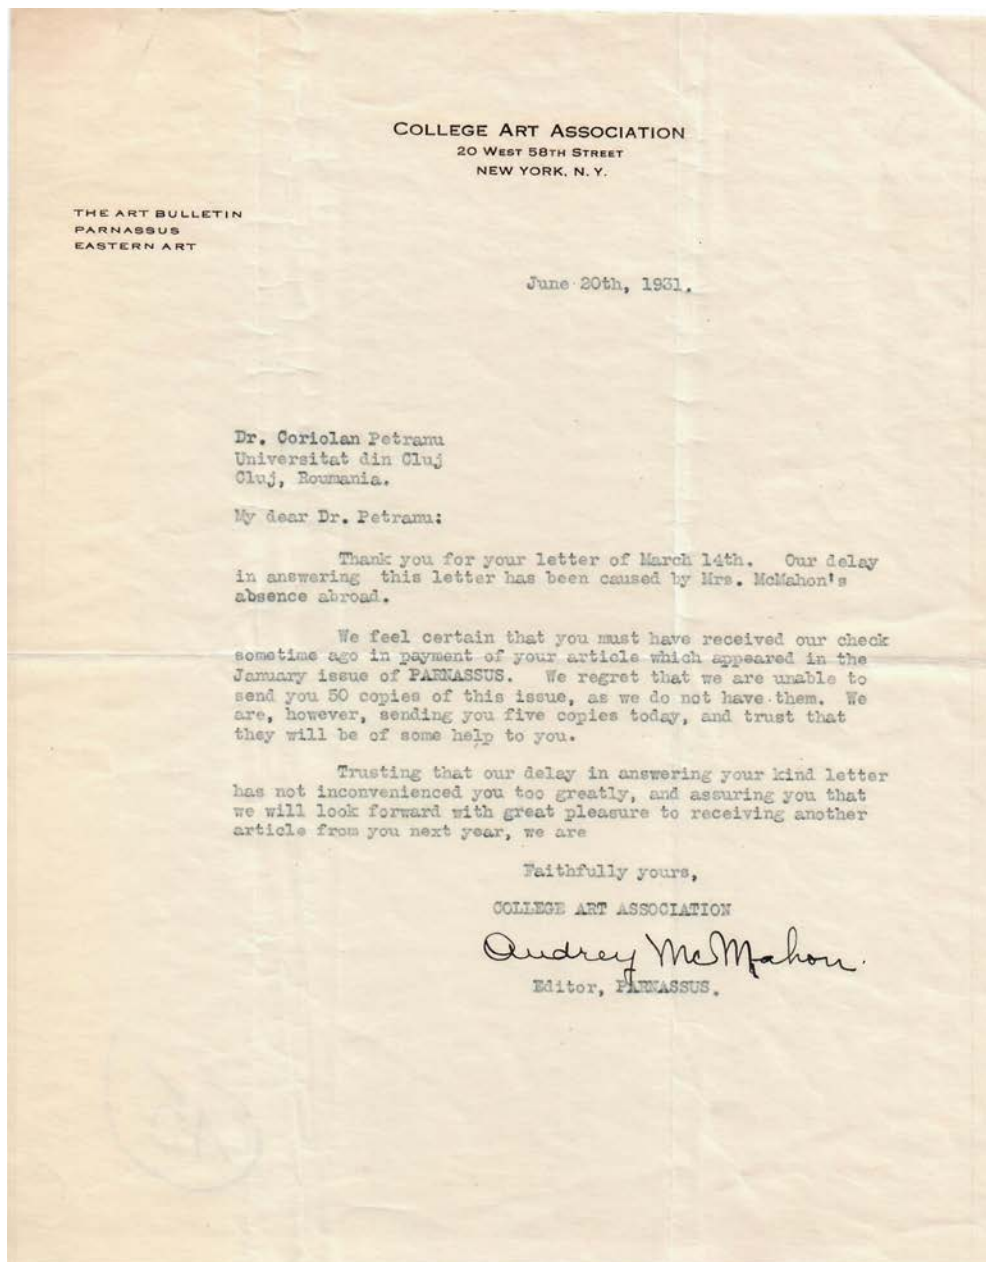 COLLEGE ART ASSOCIATION
20 WEST 58TH STREET
NEW YORK, N. Y.
THE ART BULLETIN
PARNASSUS
EASTERN ART
June 20th, 1931.
Dr. Coriolan Petranu
Universitat din Cluj
Cluj, Roumania.
My dear Dr. Petranu:
Thank you for your letter of March 14th. Our delay
in answering this letter has been caused by Mrs. McMahon's
absence abroad.
We feel certain that you must have received our check
sometime ago in payment of your article which appeared in the
January issue of PARNASSUS. We regret that we are unable to
send you 50 copies of this issue, as we do not have them. We
are, however, sending you five copies today, and trust that
they will be of some help to you.
Trusting that our delay in answering your kind letter
has not inconvenienced you too greatly, and assuring you that
we will look forward with great pleasure to receiving another
article from you next year, we are
Faithfully yours,
COLLEGE ART ASSOCIATION
Audrey McMahon.
Editor, PARNASSUS.